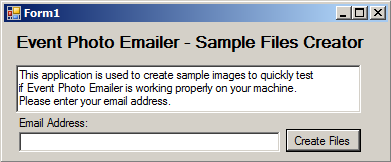 Form1
Event Photo Emailer - Sample Files Creator
This application is used to create sample images to quickly test
if Event Photo Emailer is working properly on your machine.
Please enter your email address.
Email Address:
Create Files